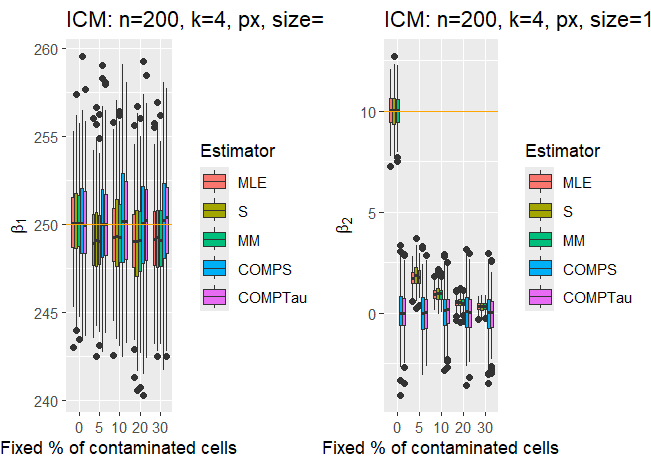 ICM: n=200, k=4, px, size=
260
255
250
245
240
β1
0 5 10 20 30
Fixed % of contaminated cells
Estimator
MLE
S
MM
COMPS
COMPTau
ICM: n=200, k=4, px, size=1
10
5
0
β2
0 5 10 20 30
Fixed % of contaminated cells
Estimator
MLE
S
MM
COMPS
COMPTau